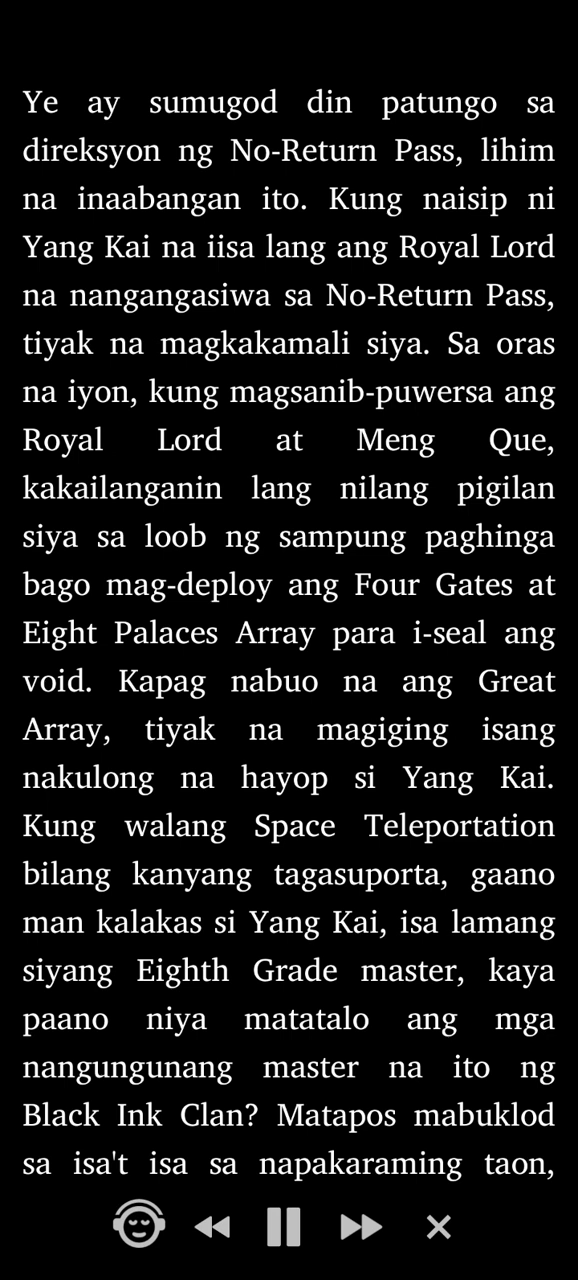 Ye ay sumugod din patungo sa
direksyon ng No-Return Pass, lihim
na inaabangan ito. Kung naisip ni
Yang Kai na iisa lang ang Royal Lord
na nangangasiwa sa No-Return Pass,
tiyak na magkakamali siya. Sa oras
na iyon, kung magsanib-puwersa ang
Royal Lord at Meng Que,
kakailanganin lang nilang pigilan
siya sa loob ng sampung paghinga
bago mag-deploy ang Four Gates at
Eight Palaces Array para i-seal ang
void. Kapag nabuo na ang Great
Array, tiyak na magiging isang
nakulong na hayop si Yang Kai.
Kung walang Space Teleportation
bilang kanyang tagasuporta, gaano
man kalakas si Yang Kai, isa lamang
siyang Eighth Grade master, kaya
paano niya matatalo ang mga
nangungunang master na ito ng
Black Ink Clan? Matapos mabuklod
sa isa't isa sa napakaraming taon,